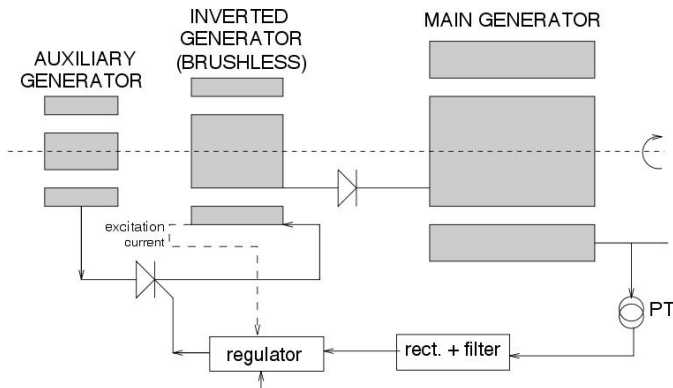 INVERTED
GENERATOR
(BRUSHLESS)
MAIN GENERATOR
AUXILIARY
GENERATOR
excitation
current
PT
regulator
rect. + filter